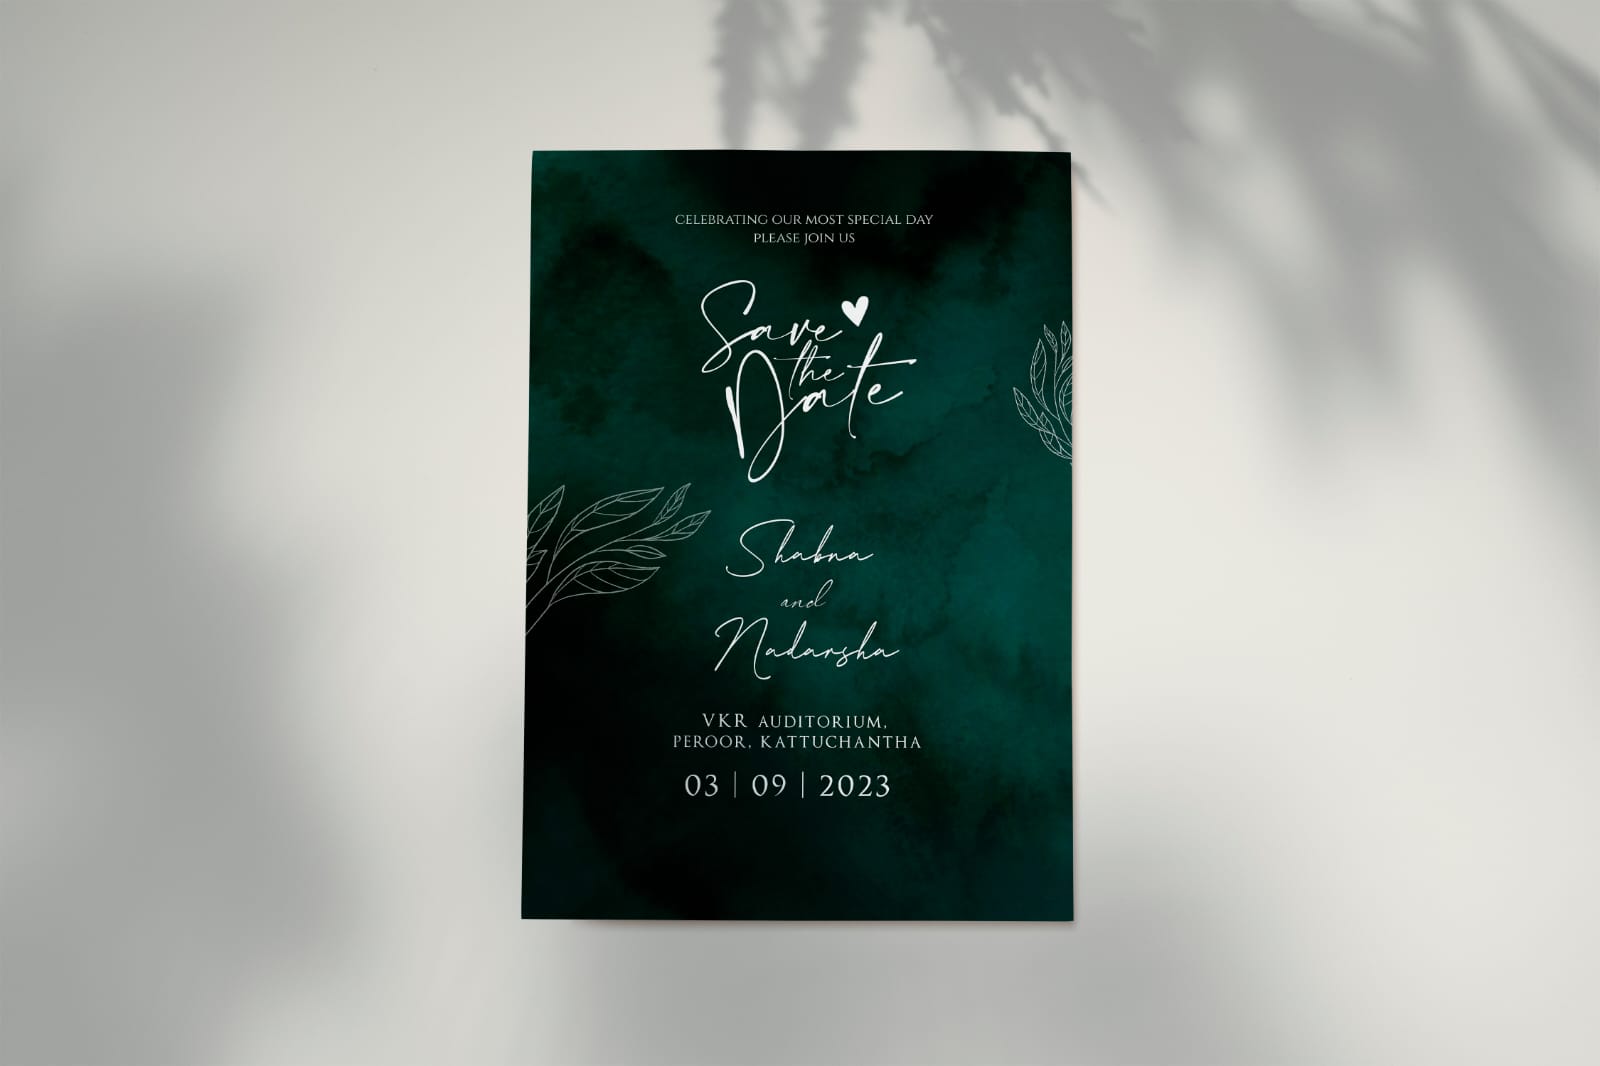 CELEBRATING OUR MOST SPECIAL DAY
PLEASE JOIN US
Save
the
Date
Shabna
and
Nadarsha
VKR AUDITORIUM,
PEROOR, KATTUCHANTHA
03 | 09 | 2023